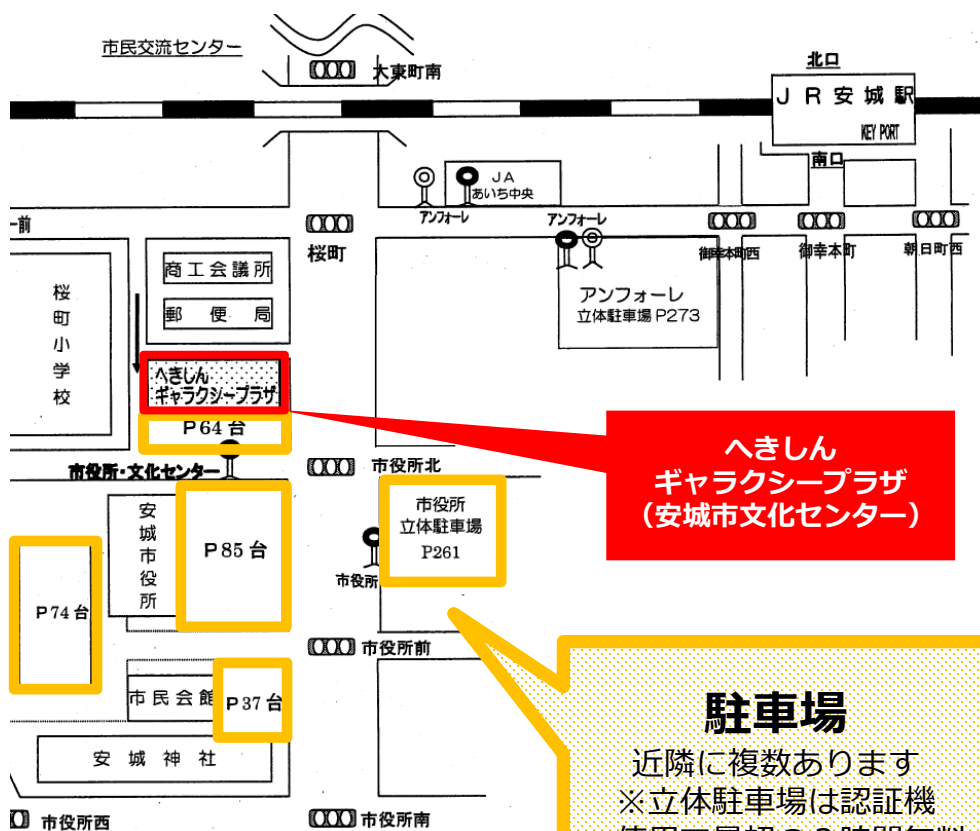 市民交流センター
大東町南
北口
JR安城駅
KEY PORT
南口
JA
あいち中央
アンフォーレ
アンフォーレ
ー前
桜町
御幸本町西
御幸本町
朝日町西
商工会議所
郵便局
桜町小学校
アンフォーレ
立体駐車場P273
へきしん
ギャラクシープラザ
P64台
へきしん
ギャラクシープラザ
(安城市文化センター)
市役所・文化センター
市役所北
安城市役所
P85台
市役所
立体駐車場
P261
市役所
P74台
市役所前
市民会館
P37台
安城神社
駐車場
近隣に複数あります
※立体駐車場は認証機
市役所西
市役所南